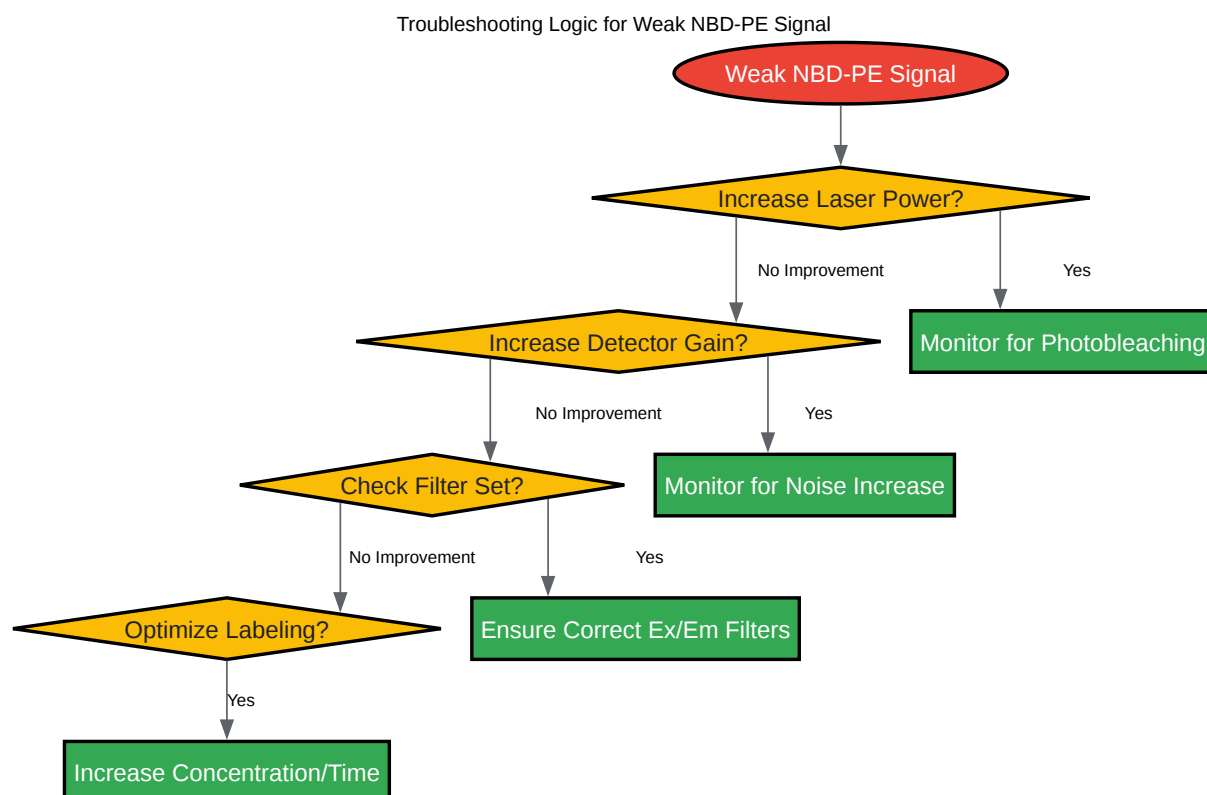 Troubleshooting Logic for Weak NBD-PE Signal
Weak NBD-PE Signal
Increase Laser Power?
No Improvement
Yes
Increase Detector Gain?
Monitor for Photobleaching
No Improvement
Yes
Check Filter Set?
Monitor for Noise Increase
No Improvement
Yes
Optimize Labeling?
Ensure Correct Ex/Em Filters
Yes
Increase Concentration/Time